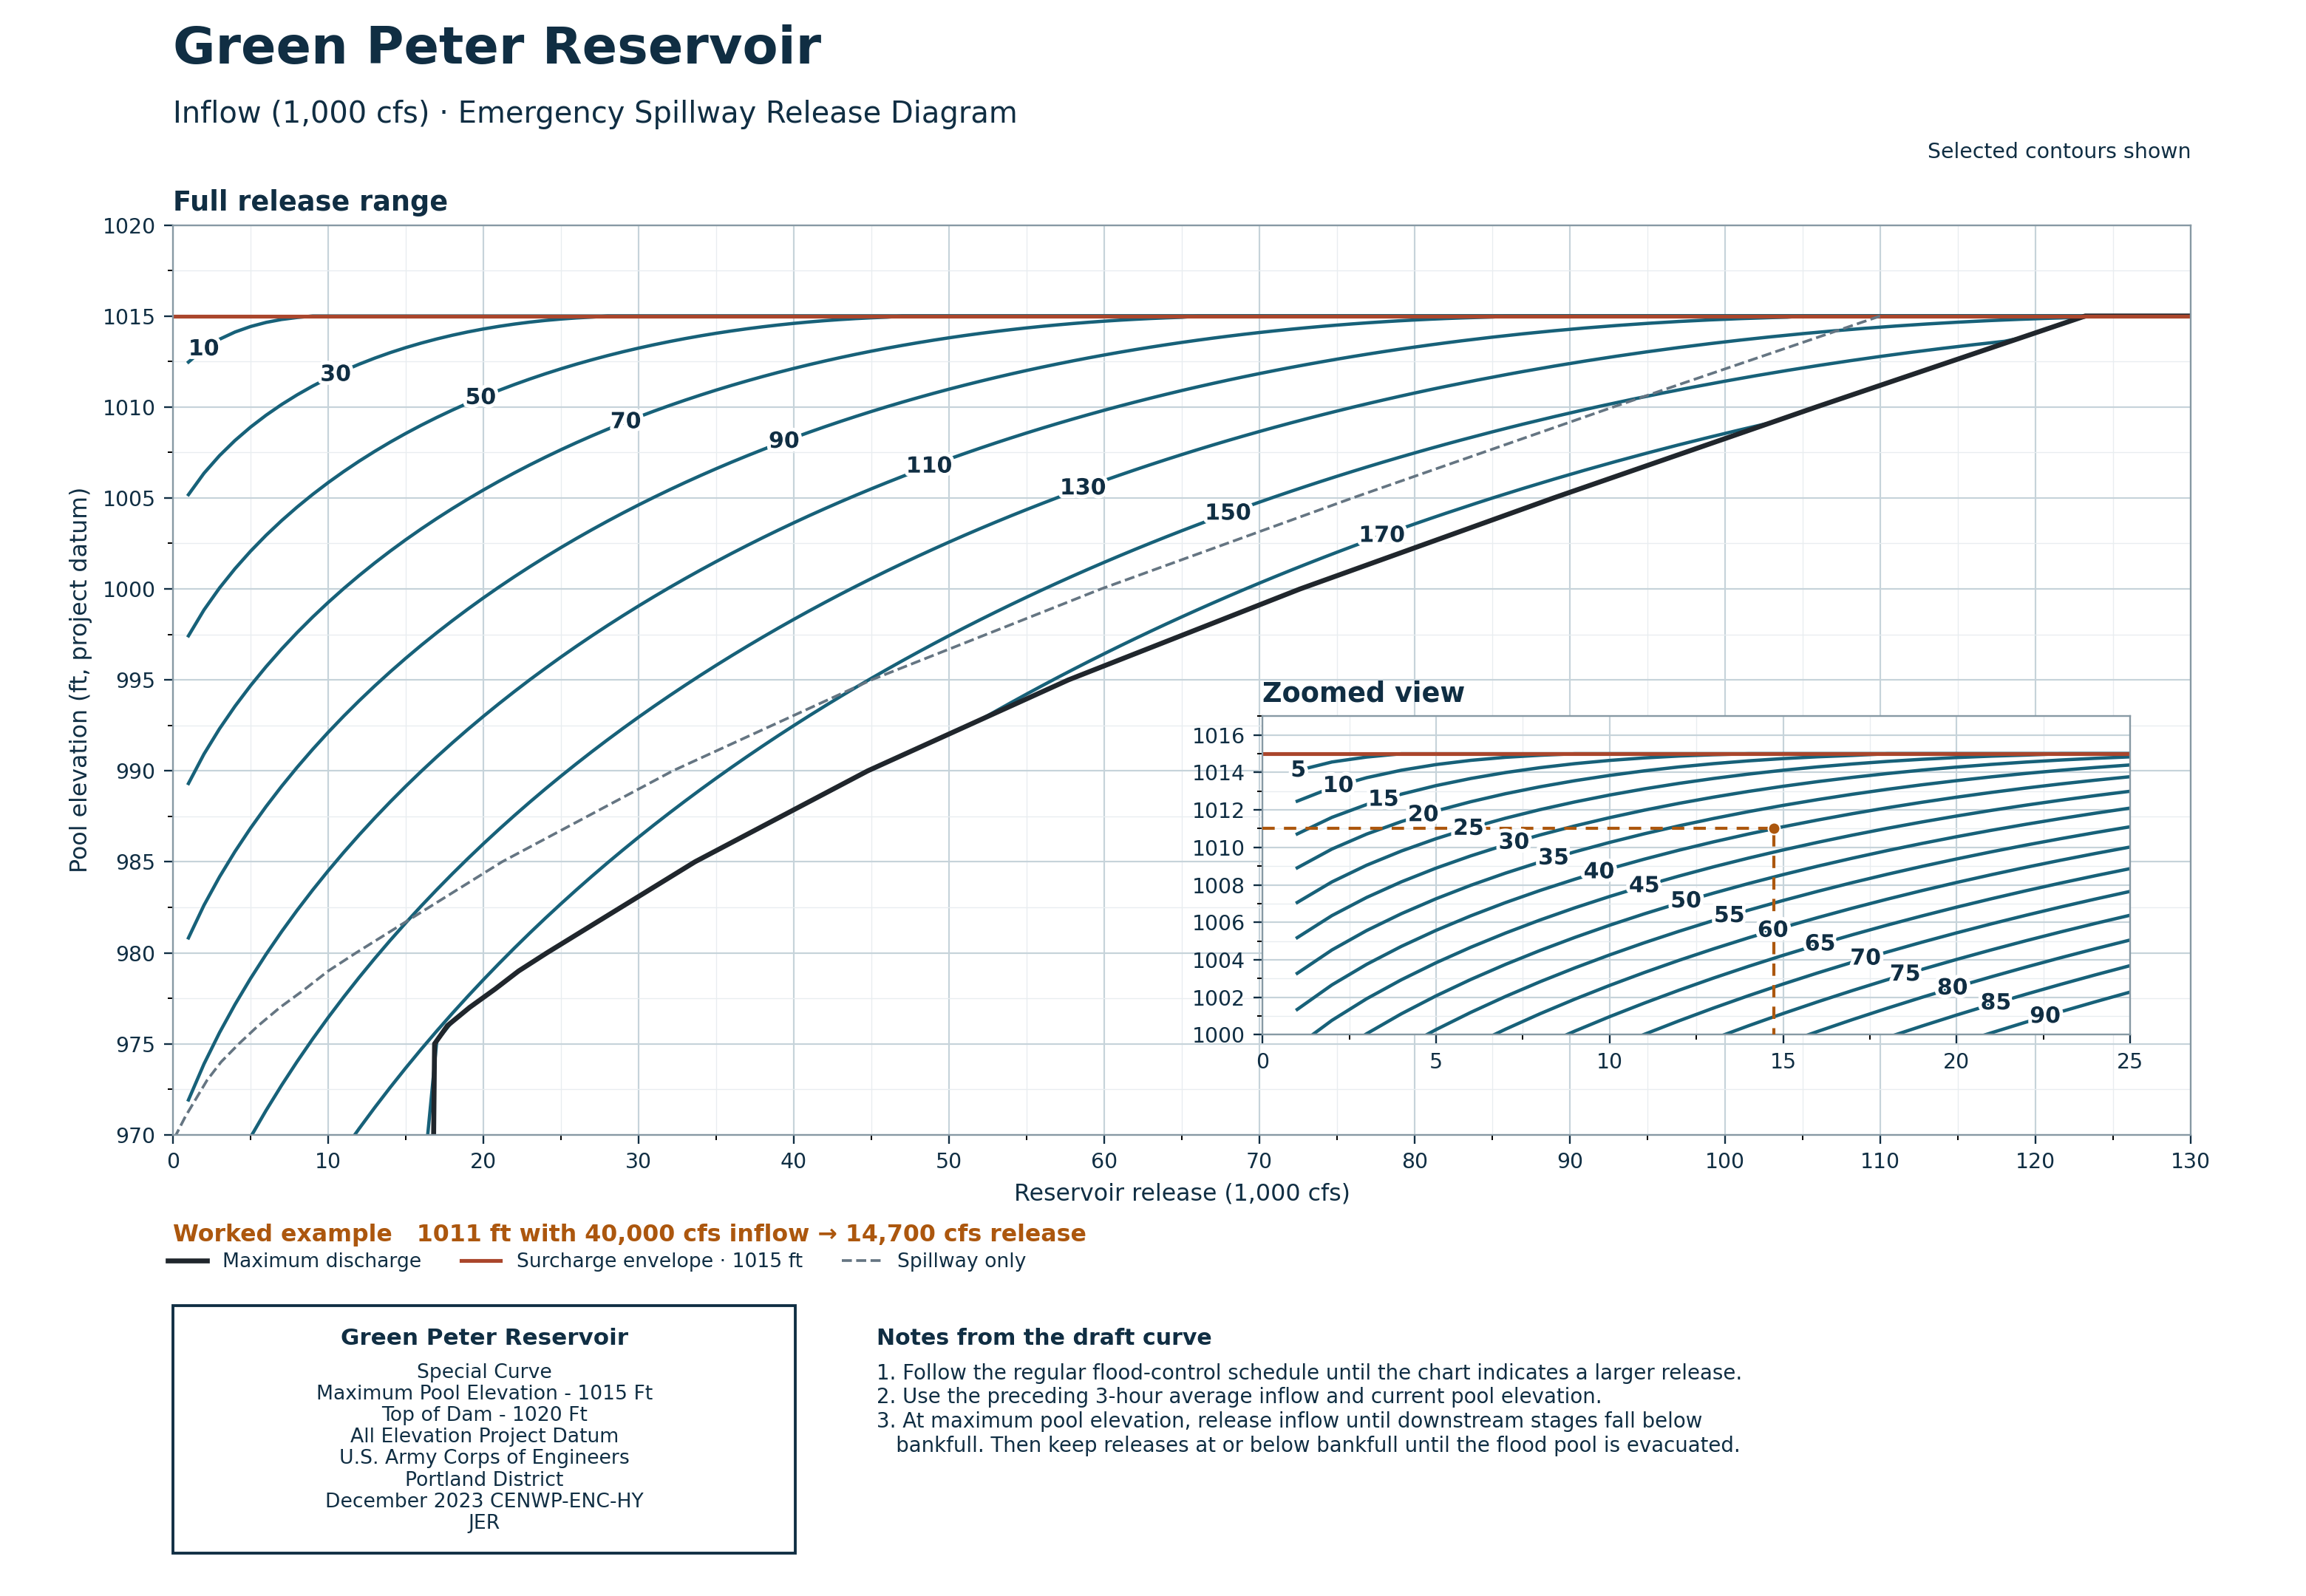 Green Peter Reservoir
Inflow (1,000 cfs) · Emergency Spillway Release Diagram
Selected contours shown
Full release range
1020
1015
1010
1005
1000
995
990
985
980
975
970
Pool elevation (ft, project datum)
10
30
50
70
90
110
130
150
170
Zoomed view
1016
1014
1012
1010
1008
1006
1004
1002
1000
5
10
15
20
25
30
35
40
45
50
55
60
65
70
75
80
85
90
0 5 10 15 20 25
0 10 20 30 40 50 60 70 80 90 100 110 120 130
Reservoir release (1,000 cfs)
Worked example 1011 ft with 40,000 cfs inflow → 14,700 cfs release
Maximum discharge Surcharge envelope · 1015 ft Spillway only
Green Peter Reservoir
Special Curve
Maximum Pool Elevation - 1015 Ft
Top of Dam - 1020 Ft
All Elevation Project Datum
U.S. Army Corps of Engineers
Portland District
December 2023 CENWP-ENC-HY
JER
Notes from the draft curve
1. Follow the regular flood-control schedule until the chart indicates a larger release.
2. Use the preceding 3-hour average inflow and current pool elevation.
3. At maximum pool elevation, release inflow until downstream stages fall below
bankfull. Then keep releases at or below bankfull until the flood pool is evacuated.